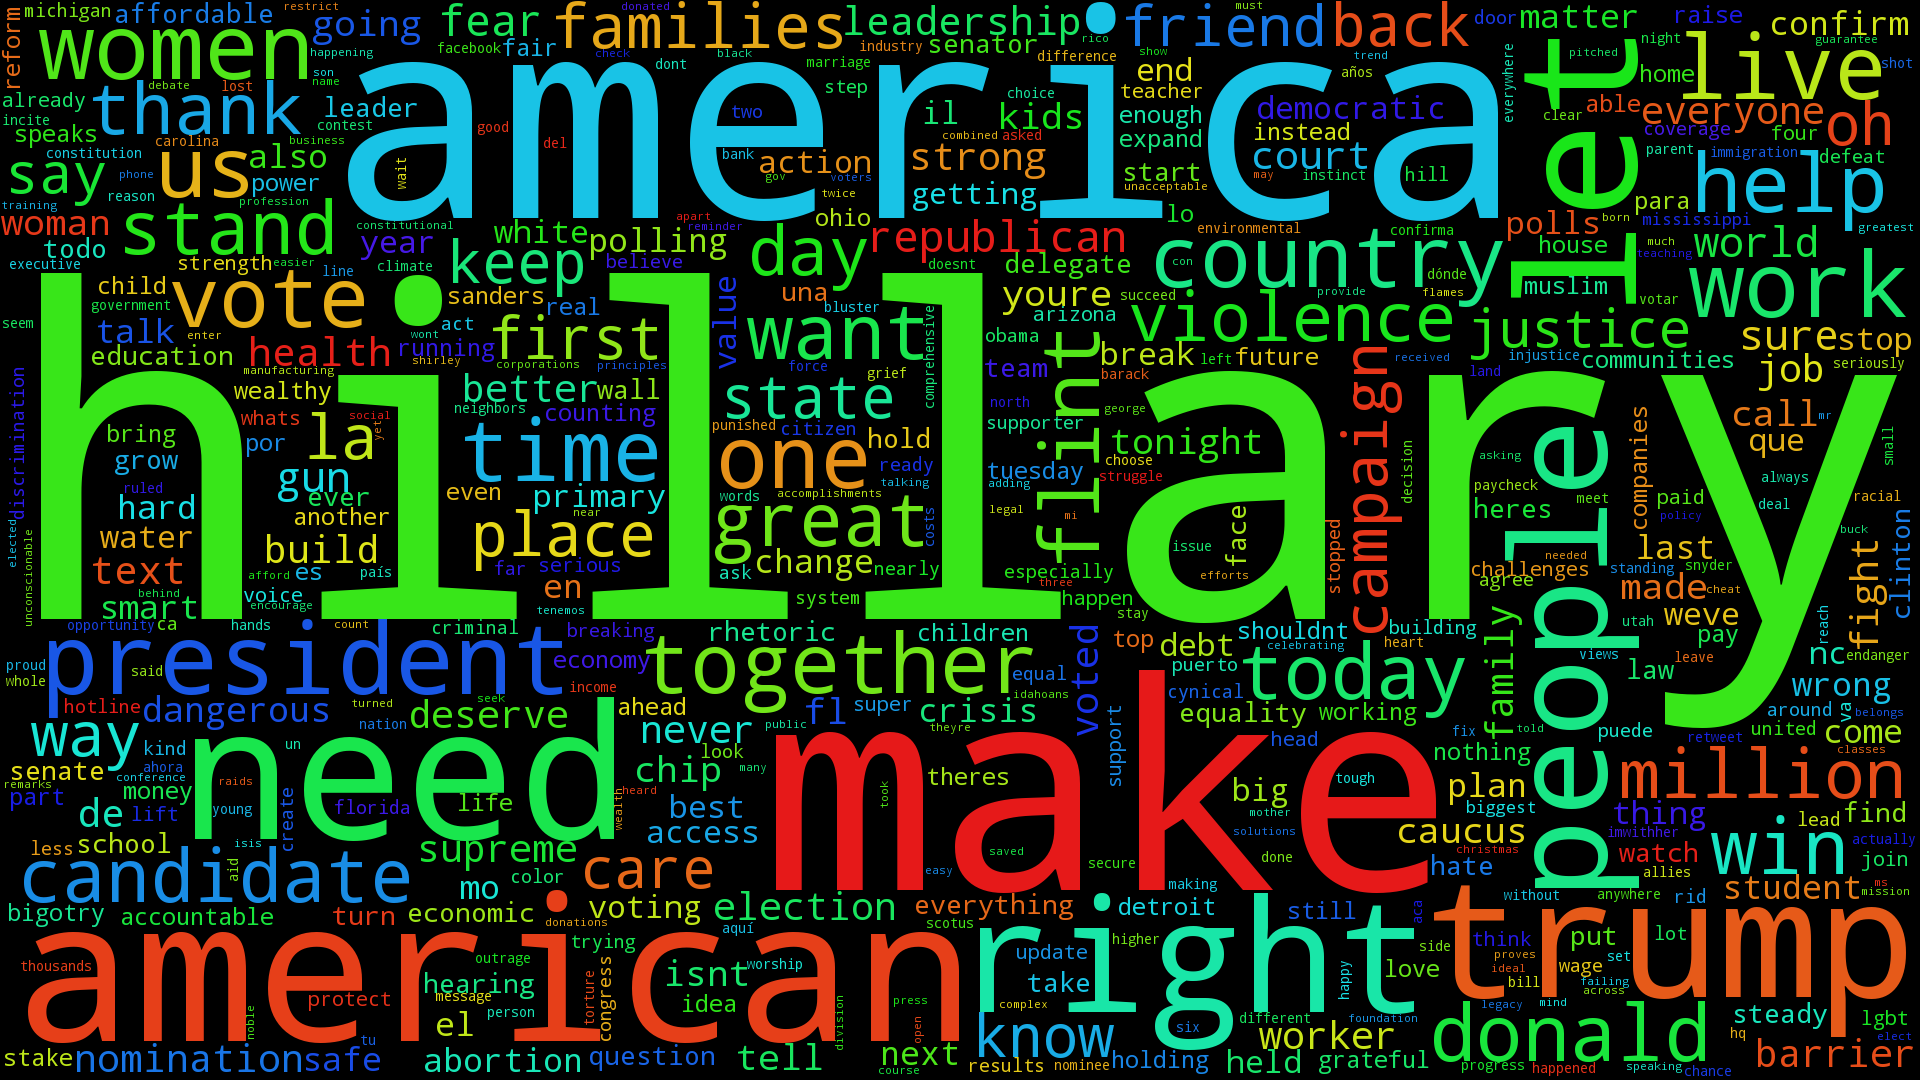 hillary
america
make
american
need
people
right
trump
president
together
let
donald
women
families
friend
back
live
thank
us
say
stand
vote
country
help
work
justice
violence
want
first
time
one
great
place
flint
campaign
today
million
win
candidate
know
way
keep
day
state
la
gun
build
text
health
republican
strong
leadership
fear
going
affordable
michigan
reform
restrict
happening
facebook
fair
industry
senator
donated
check
black
dont
marriage
difference
rico
must
show
trend
door
matter
raise
confirm
pitched
night
guarantee
shot
everywhere
home
able
everyone
oh
clear
coverage
four
parent
immigration
defeat
already
incite
speaks
constitution
phone
reason
training
profession
power
also
carolina
business
debate
lost
son
name
leader
contest
wait
good
del
two
bank
gov
voters
action
step
twice
il
kids
choice
combined
asked
end
teacher
enough
expand
start
unacceptable
democratic
instead
court
may
instinct
hill
años
getting
ohio
lo
environmental
confirma
polls
born
para
mississippi
much
teaching
greatest
house
world
muslim
votar
woman
todo
executive
strength
easier
line
child
government
year
constitutional
climate
white
polling
believe
apart
reminder
doesnt
delegate
youre
succeed
arizona
provide
con
dónde
flames
seem
talk
enter
education
manufacturing
wealthy
running
wont
shirley
act
sanders
real
corporations
principles
value
una
bluster
force
grief
comprehensive
obama
team
north
supporter
break
left
future
barack
george
received
land
injustice
communities
sure
stop
job
seriously
discrimination
bring
grow
ruled
hard
water
whats
por
social
yet
ever
another
better
neighbors
wall
counting
punished
citizen
hold
ready
talking
words
accomplishments
tuesday
adding
legal
mi
tonight
choose
struggle
decision
asking
paycheck
heres
meet
call
que
mr
small
always
companies
paid
deal
racial
policy
buck
elected
unconscionable
smart
behind
afford
encourage
país
es
voice
even
primary
near
far
serious
en
tenemos
change
costs
ask
nearly
system
especially
three
happen
stay
issue
face
efforts
stopped
challenges
needed
agree
standing
last
snyder
made
cheat
weve
utah
pay
reach
fight
clinton
opportunity
ca
hands
count
criminal
breaking
economy
income
rhetoric
children
equal
idahoans
voted
top
debt
puerto
cynical
shouldnt
celebrating
building
heart
family
views
leave
law
nc
endanger
wrong
proud
whole
said
hotline
dangerous
turned
nation
deserve
seek
ahead
never
look
public
many
fl
super
crisis
theyre
theres
support
equality
working
head
nothing
fix
told
puede
retweet
united
around
va
belongs
come
classes
senate
kind
un
ahora
conference
remarks
money
raids
part
de
lift
young
create
florida
life
heard
wealth
chip
best
access
took
saved
easy
big
mother
solutions
tough
plan
biggest
caucus
christmas
hate
thing
imwithher
find
lead
actually
watch
allies
join
less
school
isis
aid
supreme
mo
color
care
secure
done
making
without
anywhere
rid
student
ms
mission
bigotry
accountable
turn
economic
donations
voting
election
scotus
aquí
everything
detroit
higher
still
aca
side
think
proves
ideal
put
lot
set
thousands
protect
hearing
outrage
message
person
trying
torture
congress
isnt
idea
worship
division
press
open
update
take
complex
happy
love
different
six
foundation
legacy
mind
bill
wage
failing
across
steady
lgbt
hq
elect
stake
nomination
safe
noble
tu
el
abortion
question
tell
next
course
results
nominee
holding
held
worker
grateful
progress
happened
speaking
chance
barrier